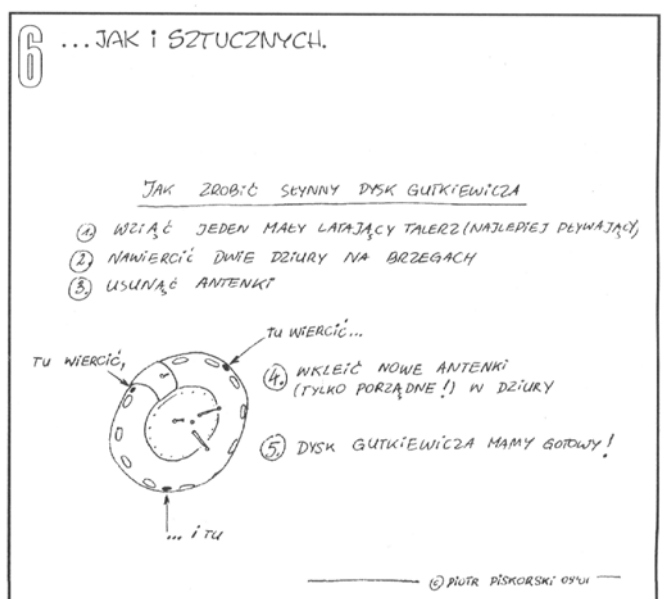 6
...JAK i SZTUCZNYCH.
JAK ZROBIĆ SŁYNNY DYSK GUTKIEWICZA
1. WZIĄĆ JEDEN MAŁY LATAJĄCY TALERZ (NAJLEPIEJ PŁYWAJĄCY)
2. NAWIERCIĆ DWIE DZIURY NA BRZEGACH
3. USUNĄĆ ANTENKI
TU WIERCIĆ...
TU WIERCIĆ,
4. WKLEIĆ NOWE ANTENKI
(TYLKO PORZĄDNE!) W DZIURY
5. DYSK GUTKIEWICZA MAMY GOTOWY!
... i TU
© PIOTR PISKORSKI